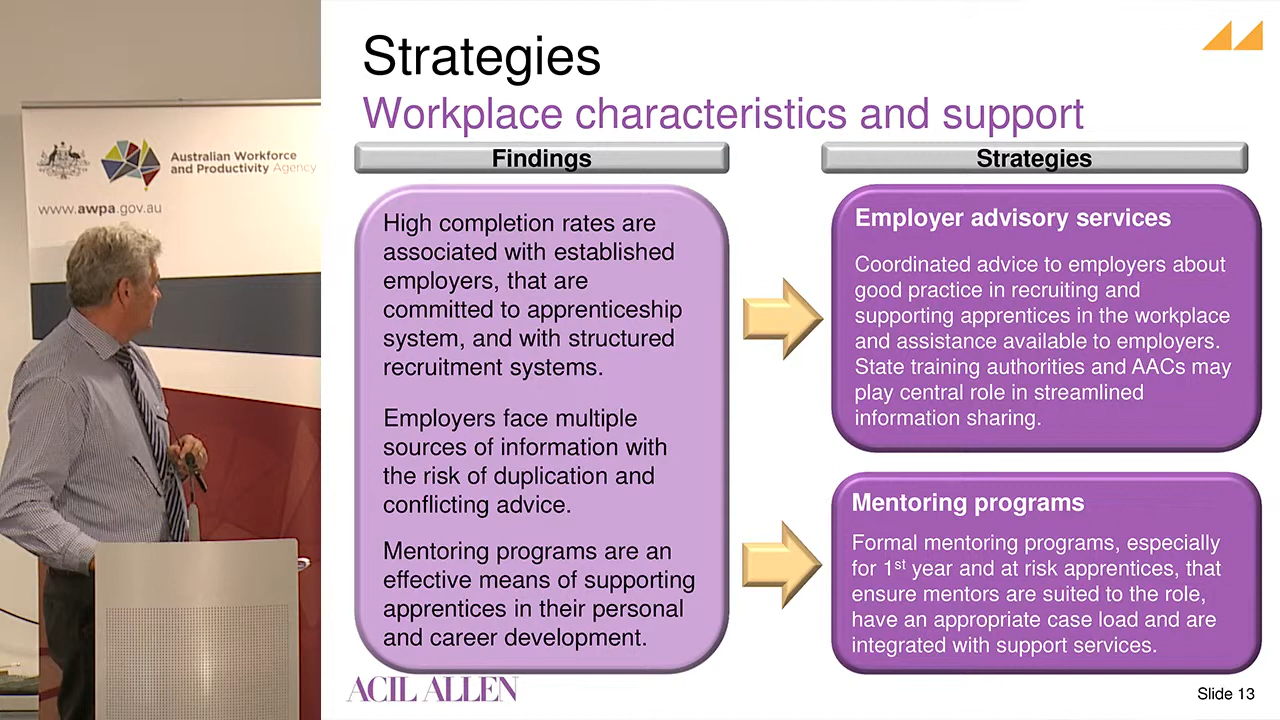 Australian Workforce
and Productivity Agency
www.awpa.gov.au
Strategies
Workplace characteristics and support
Findings
High completion rates are
associated with established
employers, that are
committed to apprenticeship
system, and with structured
recruitment systems.
Employers face multiple
sources of information with
the risk of duplication and
conflicting advice.
Mentoring programs are an
effective means of supporting
apprentices in their personal
and career development.
Strategies
Employer advisory services
Coordinated advice to employers about
good practice in recruiting and
supporting apprentices in the workplace
and assistance available to employers.
State training authorities and AACs may
play central role in streamlined
information sharing.
Mentoring programs
Formal mentoring programs, especially
for 1st year and at risk apprentices, that
ensure mentors are suited to the role,
have an appropriate case load and are
integrated with support services.
ACIL ALLEN
Slide 13